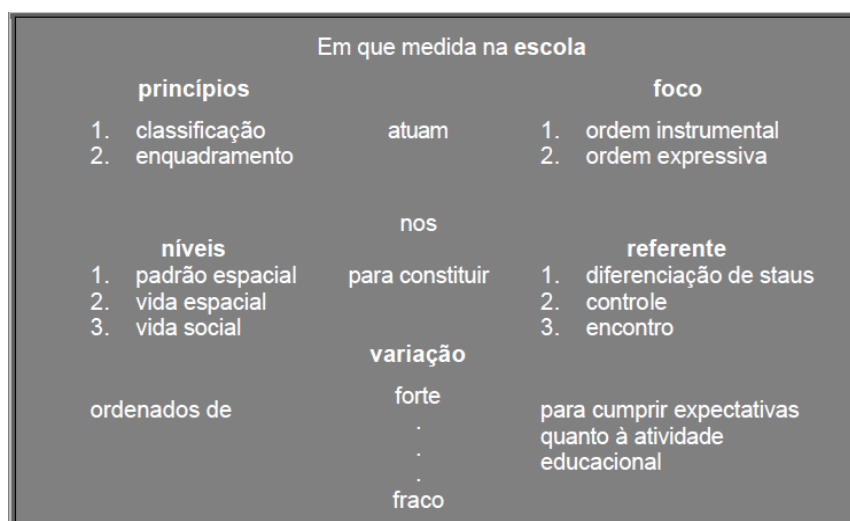 Em que medida na escola
princípios foco
1. classificação atuam 1. ordem instrumental
2. enquadramento 2. ordem expressiva
nos
níveis referente
1. padrão espacial para constituir 1. diferenciação de staus
2. vida espacial 2. controle
3. vida social 3. encontro
variação
ordenados de forte para cumprir expectativas
. quanto à atividade
. educacional
.
fraco